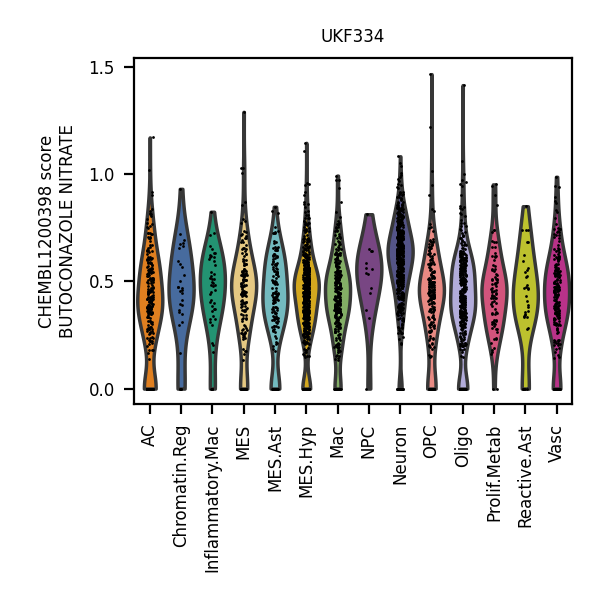 UKF334
CHEMBL1200398 score
BUTOCONAZOLE NITRATE
1.5
1.0
0.5
0.0
AC
Chromatin.Reg
Inflammatory.Mac
MES
MES.Ast
MES.Hyp
Mac
NPC
Neuron
OPC
Oligo
Prolif.Metab
Reactive.Ast
Vasc